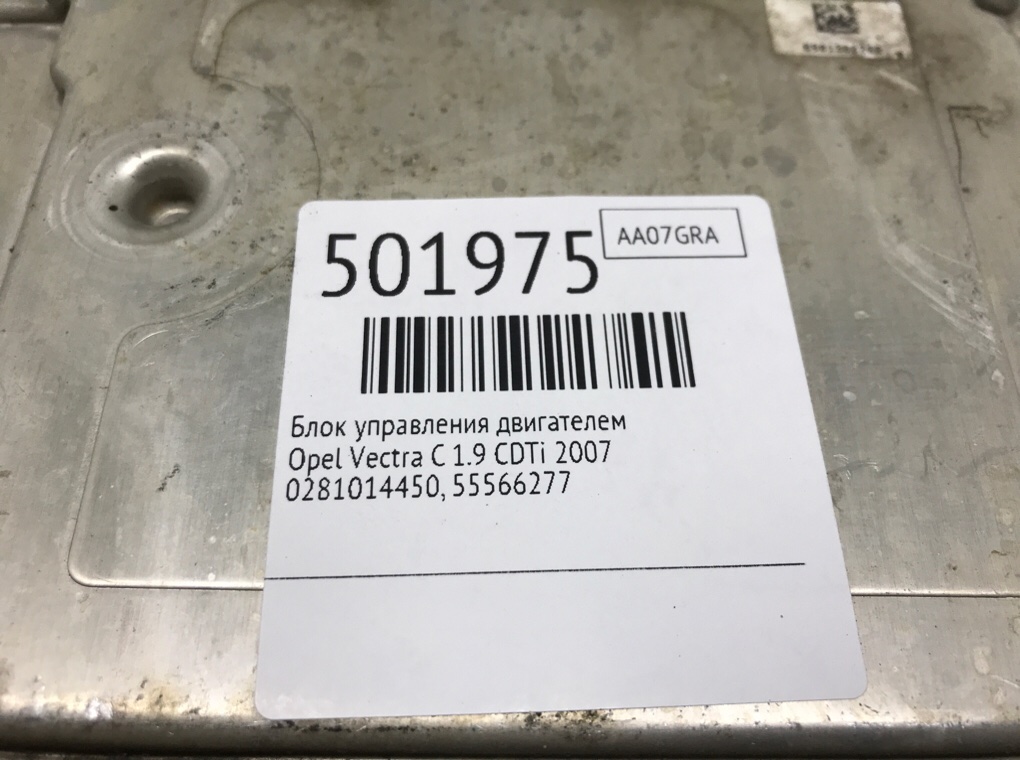 501975
AA07GRA
Блок управления двигателем
Opel Vectra C 1.9 CDTi 2007
0281014450, 55566277